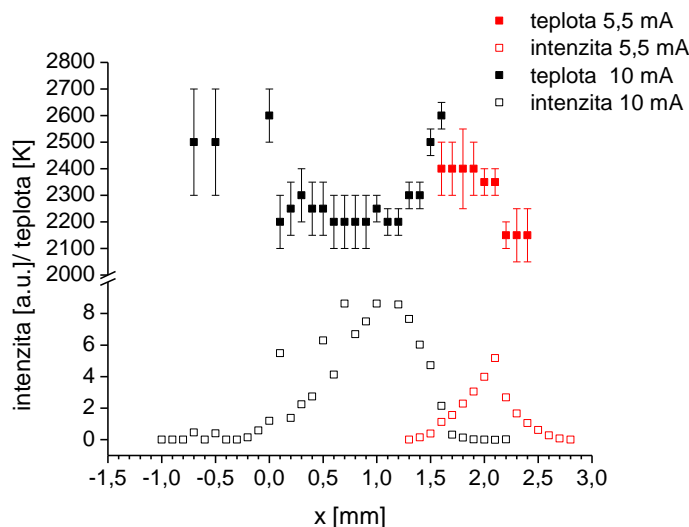 teplota 5,5 mA
intenzita 5,5 mA
teplota 10 mA
intenzita 10 mA
intenzita [a.u.]/ teplota [K]
2800
2700
2600
2500
2400
2300
2200
2100
2000
8
6
4
2
0
-1,5 -1,0 -0,5 0,0 0,5 1,0 1,5 2,0 2,5 3,0
x [mm]